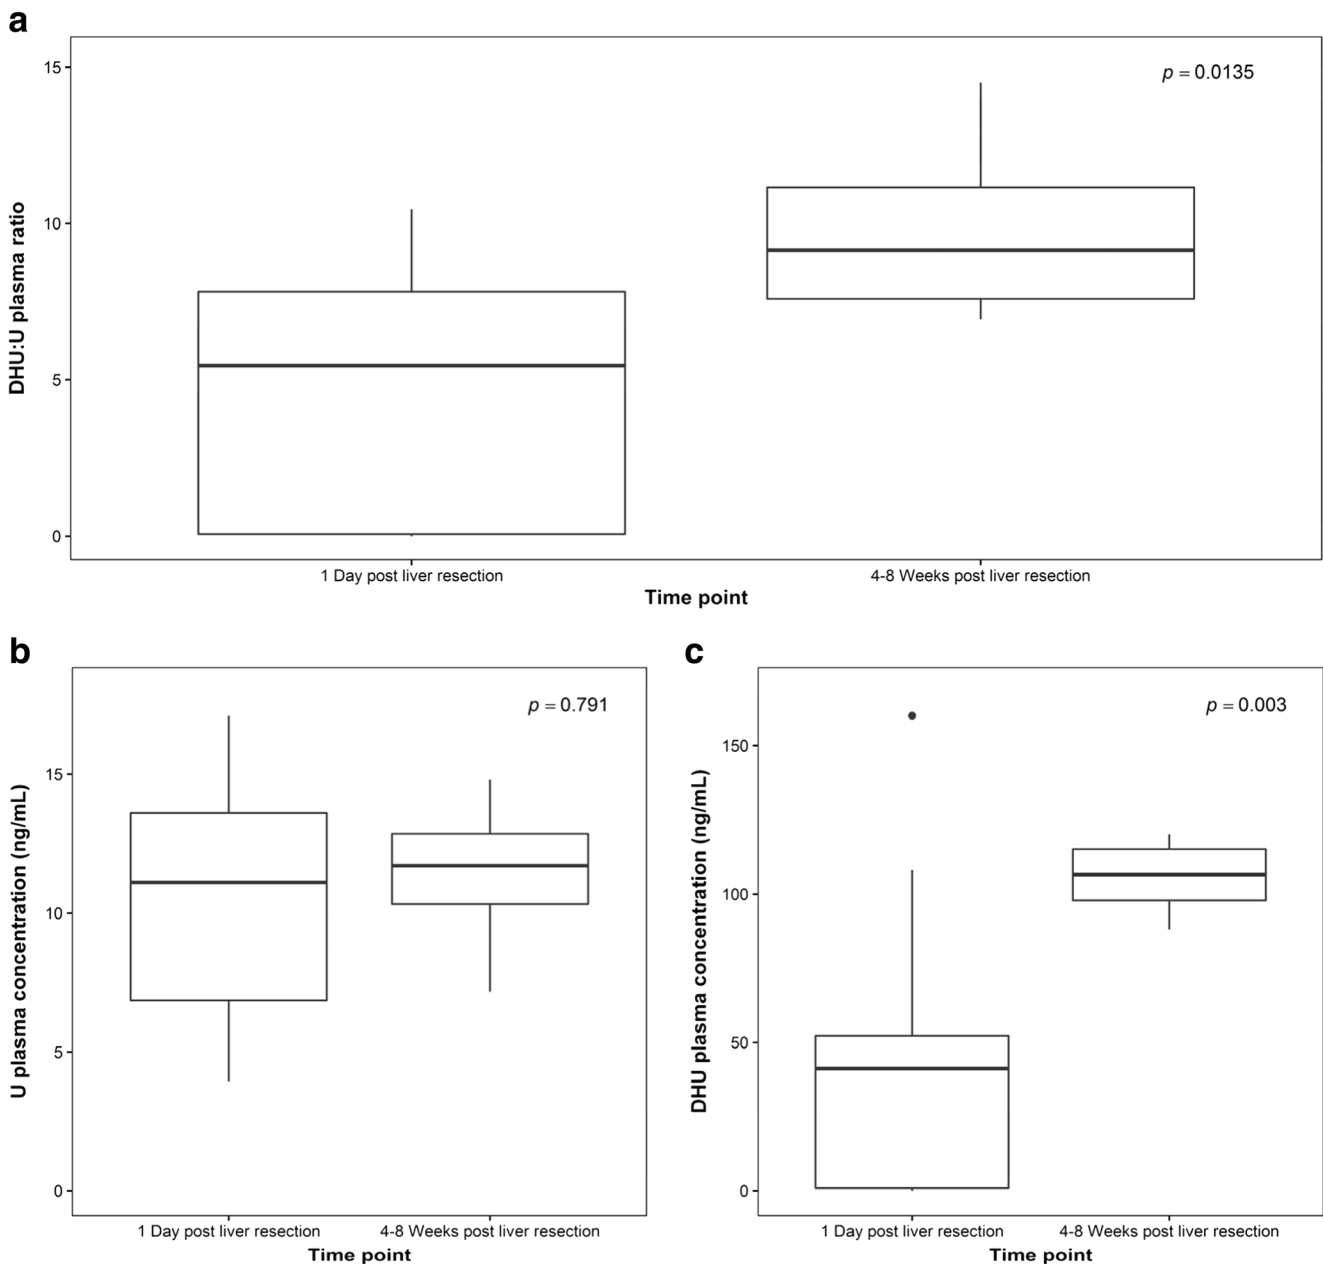 a
DHU:U plasma ratio
15
10
5
0
p = 0.0135
1 Day post liver resection
4-8 Weeks post liver resection
Time point
b
U plasma concentration (ng/mL)
15
10
5
0
p = 0.791
1 Day post liver resection
4-8 Weeks post liver resection
Time point
c
DHU plasma concentration (ng/mL)
150
100
50
0
p = 0.003
1 Day post liver resection
4-8 Weeks post liver resection
Time point